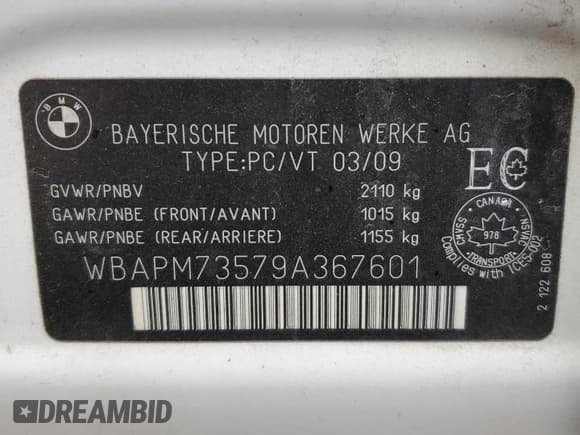 BMW
BAYERISCHE MOTOREN WERKE AG
TYPE:PC/VT 03/09
EC
GVWR/PNBV 2110 kg
GAWR/PNBE (FRONT/AVANT) 1015 kg
GAWR/PNBE (REAR/ARRIERE) 1155 kg
CANADA
CMVSS
NSVAC
978
TRANSPORT
Complies with ICES-002
WBAPM73579A367601
2 122 608
DREAMBID